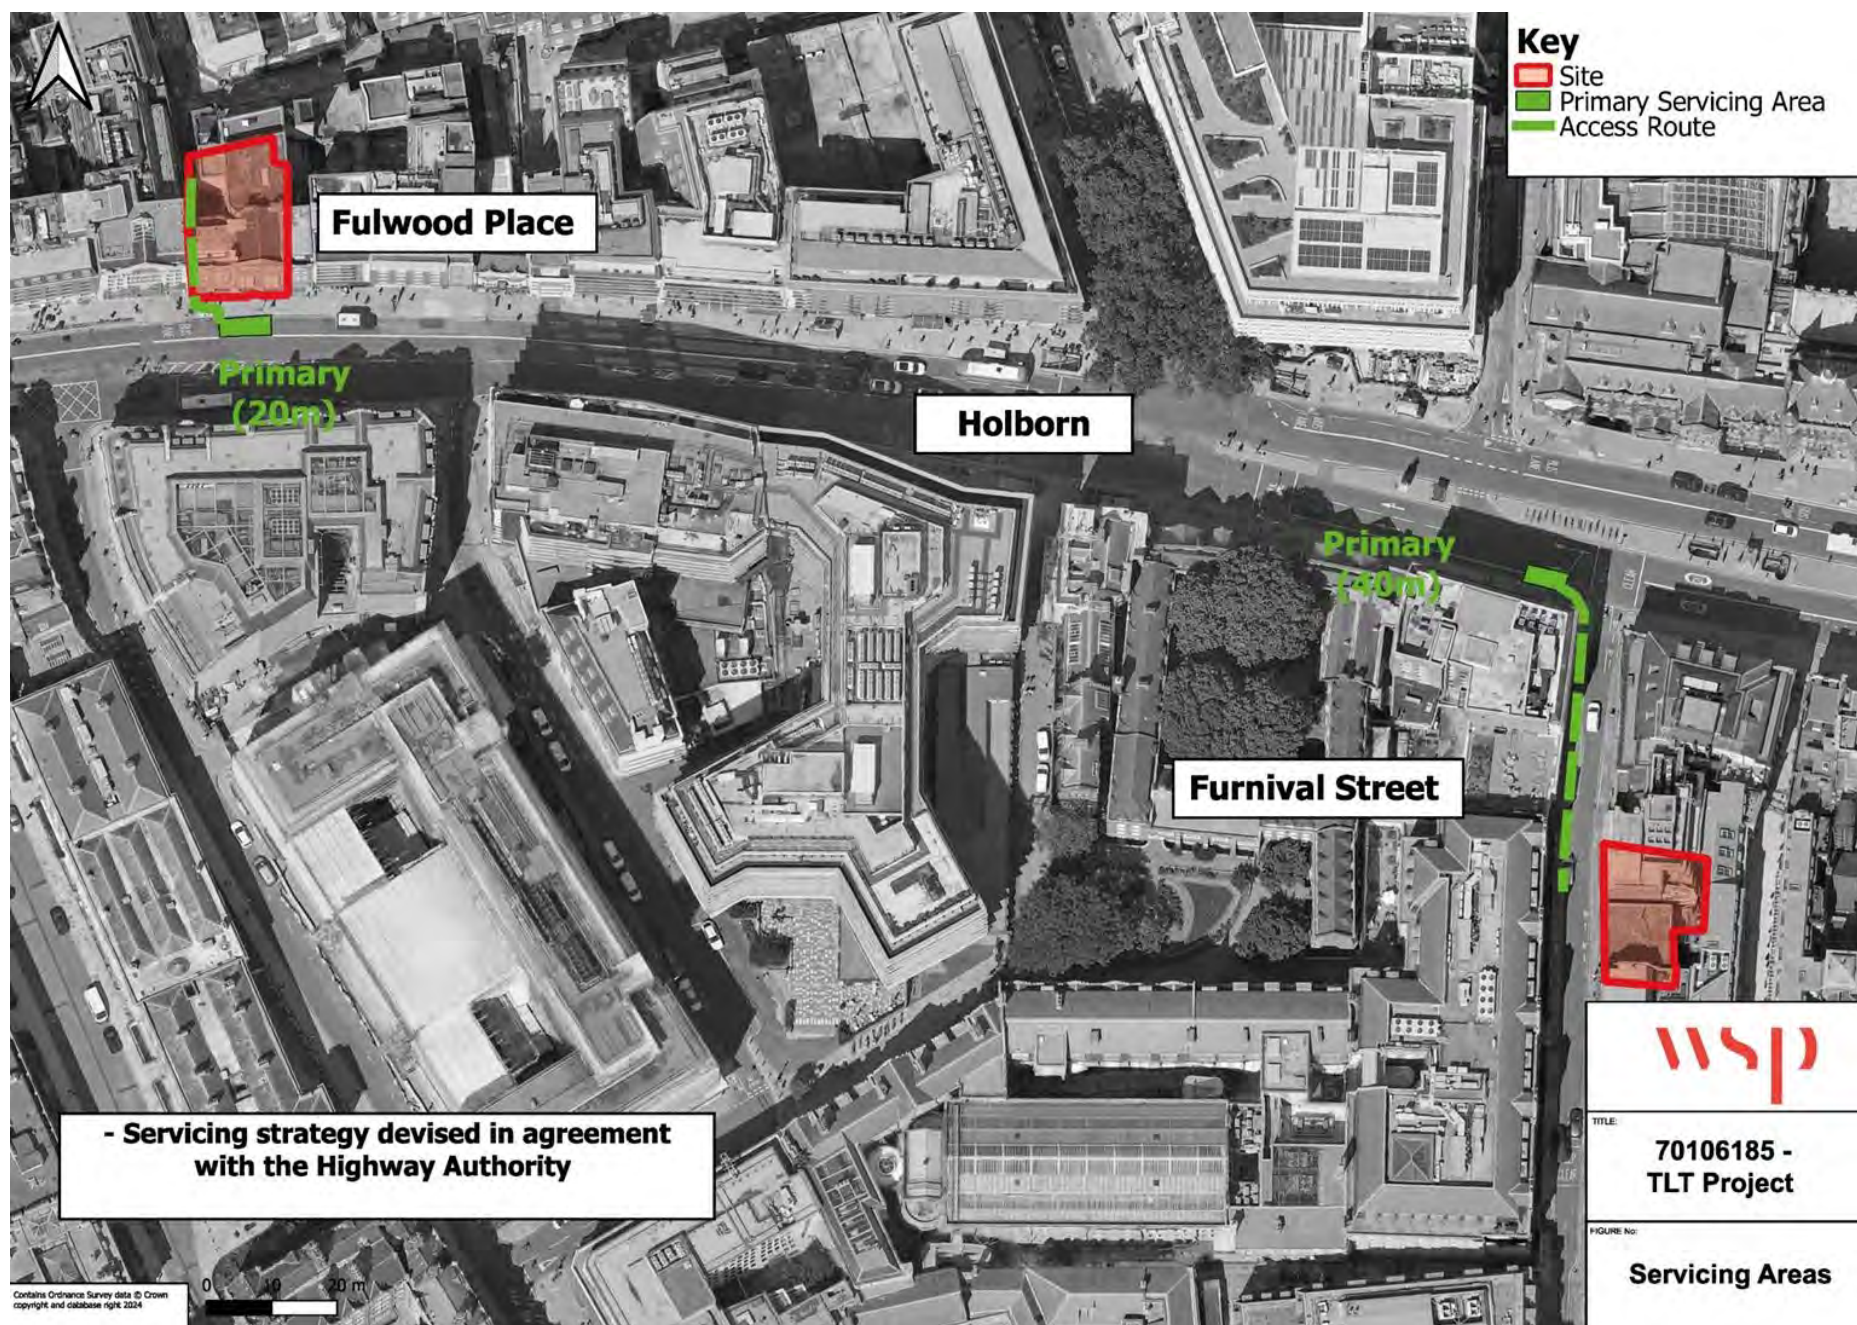 Key
Site
Primary Servicing Area
Access Route
Fulwood Place
Primary
(20m)
Holborn
Primary
(40m)
Furnival Street
- Servicing strategy devised in agreement
with the Highway Authority
wsp
TITLE:
70106185 -
TLT Project
FIGURE No:
Servicing Areas
0 10 20 m
Contains Ordnance Survey data © Crown
copyright and database right 2024